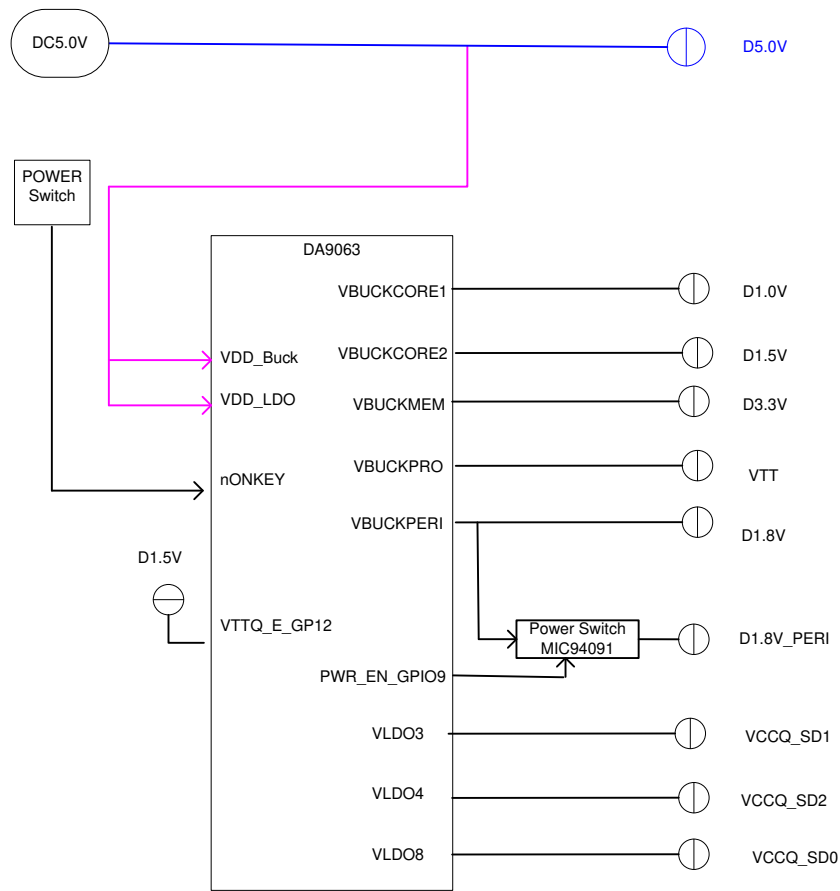 DC5.0V
D5.0V
POWER
Switch
DA9063
VBUCKCORE1
D1.0V
VDD_Buck
VBUCKCORE2
D1.5V
VDD_LDO
VBUCKMEM
D3.3V
VBUCKPRO
VTT
nONKEY
VBUCKPERI
D1.8V
D1.5V
VTTQ_E_GP12
Power Switch
MIC94091
D1.8V_PERI
PWR_EN_GPIO9
VLDO3
VCCQ_SD1
VLDO4
VCCQ_SD2
VLDO8
VCCQ_SD0